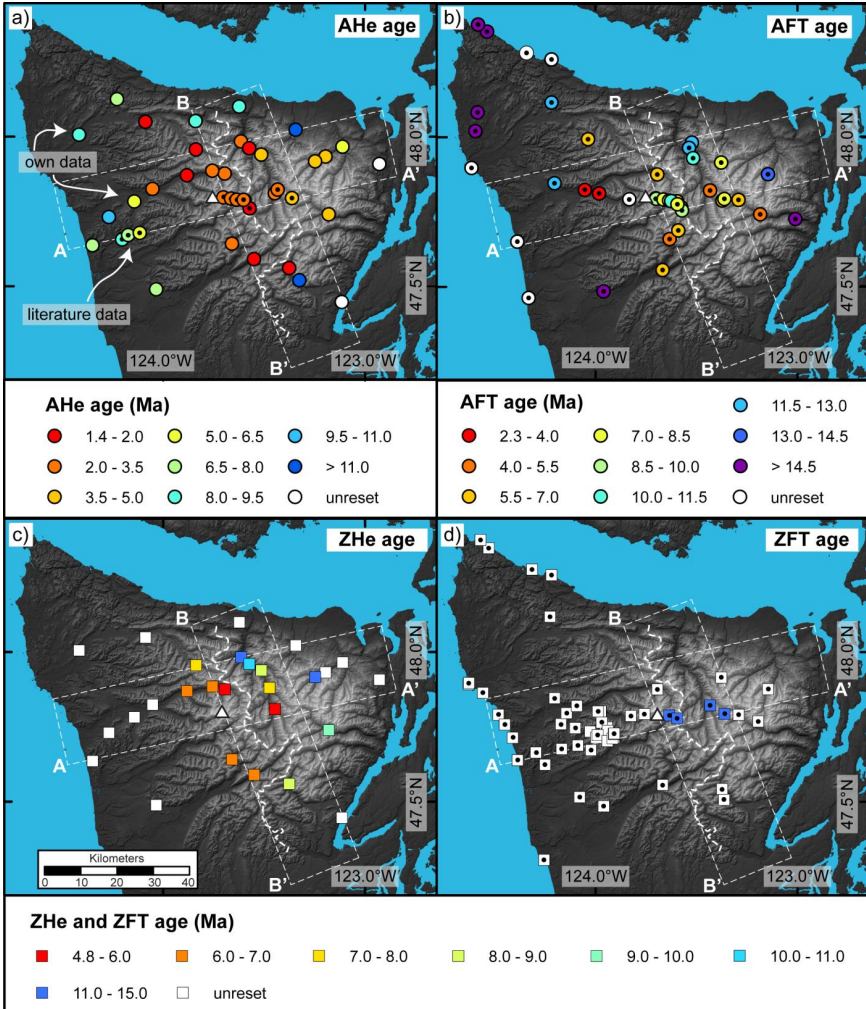 a)
AHe age
B
own data
A
A'
literature data
48.0°N
47.5°N
124.0°W
123.0°W
B'
b)
AFT age
B
A
A'
48.0°N
47.5°N
124.0°W
123.0°W
B'
AHe age (Ma)
1.4 - 2.0
2.0 - 3.5
3.5 - 5.0
5.0 - 6.5
6.5 - 8.0
8.0 - 9.5
9.5 - 11.0
> 11.0
unreset
AFT age (Ma)
2.3 - 4.0
4.0 - 5.5
5.5 - 7.0
7.0 - 8.5
8.5 - 10.0
10.0 - 11.5
11.5 - 13.0
13.0 - 14.5
> 14.5
unreset
c)
ZHe age
B
A
A'
48.0°N
47.5°N
Kilometers
0 10 20 30 40
124.0°W
123.0°W
B'
d)
ZFT age
B
A
A'
48.0°N
47.5°N
124.0°W
123.0°W
B'
ZHe and ZFT age (Ma)
4.8 - 6.0
6.0 - 7.0
7.0 - 8.0
8.0 - 9.0
9.0 - 10.0
10.0 - 11.0
11.0 - 15.0
unreset